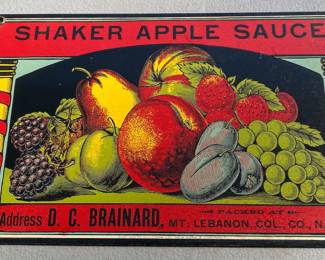 SHAKER APPLE SAUCE
PACKED AT
Address D. C. BRAINARD, MT. LEBANON, COL., CO., N.